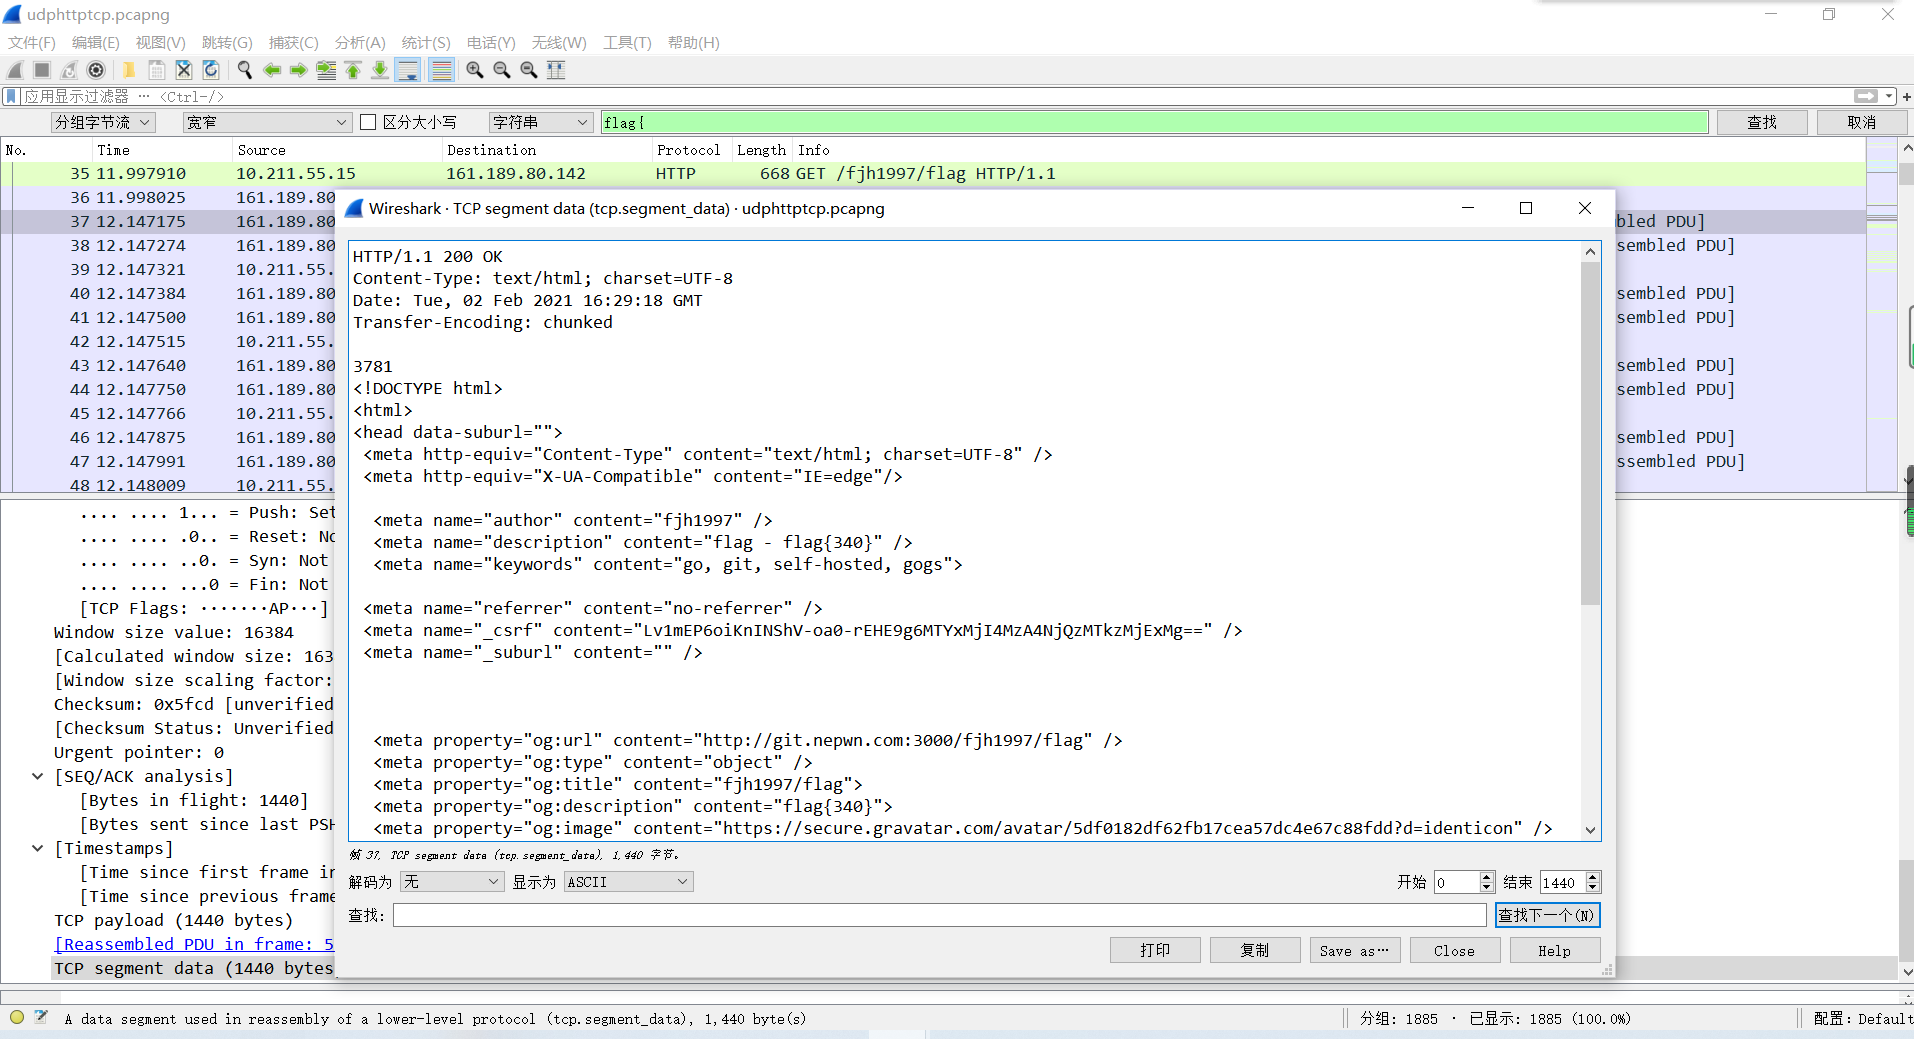 udphttptcp.pcapng
文件(F) 编辑(E) 视图(V) 跳转(G) 捕获(C) 分析(A) 统计(S) 电话(Y) 无线(W) 工具(T) 帮助(H)
应用显示过滤器 … <Ctrl-/>
分组字节流 宽窄 区分大小写 字符串 flag{ 查找 取消
No. Time Source Destination Protocol Length Info
35 11.997910 10.211.55.15 161.189.80.142 HTTP 668 GET /fjh1997/flag HTTP/1.1
36 11.998025 161.189.80
37 12.147175 161.189.80 bled PDU]
38 12.147274 161.189.80 sembled PDU]
39 12.147321 10.211.55.
40 12.147384 161.189.80 sembled PDU]
41 12.147500 161.189.80 sembled PDU]
42 12.147515 10.211.55.
43 12.147640 161.189.80 sembled PDU]
44 12.147750 161.189.80 sembled PDU]
45 12.147766 10.211.55.
46 12.147875 161.189.80 sembled PDU]
47 12.147991 161.189.80 ssembled PDU]
48 12.148009 10.211.55.
.... .... 1... = Push: Set
.... .... .0.. = Reset: No
.... .... ..0. = Syn: Not
.... .... ...0 = Fin: Not
[TCP Flags: ·······AP···]
Window size value: 16384
[Calculated window size: 163
[Window size scaling factor:
Checksum: 0x5fcd [unverified
[Checksum Status: Unverified
Urgent pointer: 0
[SEQ/ACK analysis]
[Bytes in flight: 1440]
[Bytes sent since last PSH
[Timestamps]
[Time since first frame in
[Time since previous frame
TCP payload (1440 bytes)
[Reassembled PDU in frame: 5
TCP segment data (1440 bytes
Wireshark · TCP segment data (tcp.segment_data) · udphttptcp.pcapng
HTTP/1.1 200 OK
Content-Type: text/html; charset=UTF-8
Date: Tue, 02 Feb 2021 16:29:18 GMT
Transfer-Encoding: chunked
3781
<!DOCTYPE html>
<html>
<head data-suburl="">
<meta http-equiv="Content-Type" content="text/html; charset=UTF-8" />
<meta http-equiv="X-UA-Compatible" content="IE=edge"/>
<meta name="author" content="fjh1997" />
<meta name="description" content="flag - flag{340}" />
<meta name="keywords" content="go, git, self-hosted, gogs">
<meta name="referrer" content="no-referrer" />
<meta name="_csrf" content="Lv1mEP6oiKnINShV-oa0-rEHE9g6MTYxMjI4MzA4NjQzMTkzMjExMg==" />
<meta name="_suburl" content="" />
<meta property="og:url" content="http://git.nepwn.com:3000/fjh1997/flag" />
<meta property="og:type" content="object" />
<meta property="og:title" content="fjh1997/flag">
<meta property="og:description" content="flag{340}">
<meta property="og:image" content="https://secure.gravatar.com/avatar/5df0182df62fb17cea57dc4e67c88fdd?d=identicon" />
帧 37, TCP segment data (tcp.segment_data), 1,440 字节。
解码为 无 显示为 ASCII 开始 0 结束 1440
查找: 查找下一个(N)
打印 复制 Save as… Close Help
A data segment used in reassembly of a lower-level protocol (tcp.segment_data), 1,440 byte(s)
分组: 1885 · 已显示: 1885 (100.0%)
配置: Default